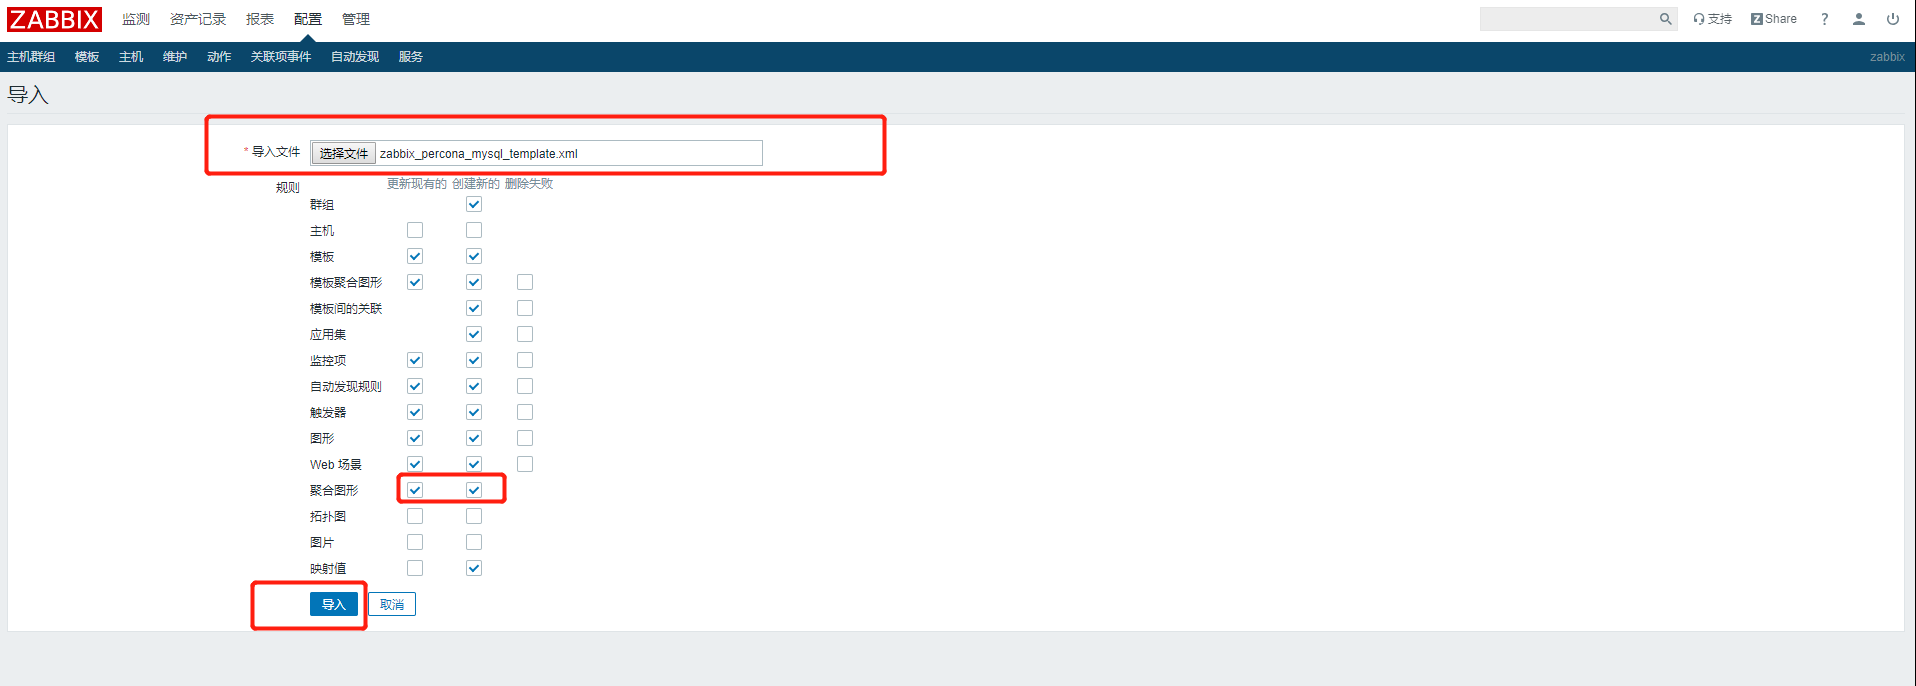 ZABBIX 监测 资产记录 报表 配置 管理 支持 Z Share ?
主机群组 模板 主机 维护 动作 关联项事件 自动发现 服务 zabbix
导入
* 导入文件 选择文件 zabbix_percona_mysql_template.xml
规则 更新现有的 创建新的 删除失败
群组
主机
模板
模板聚合图形
模板间的关联
应用集
监控项
自动发现规则
触发器
图形
Web 场景
聚合图形
拓扑图
图片
映射值
导入 取消